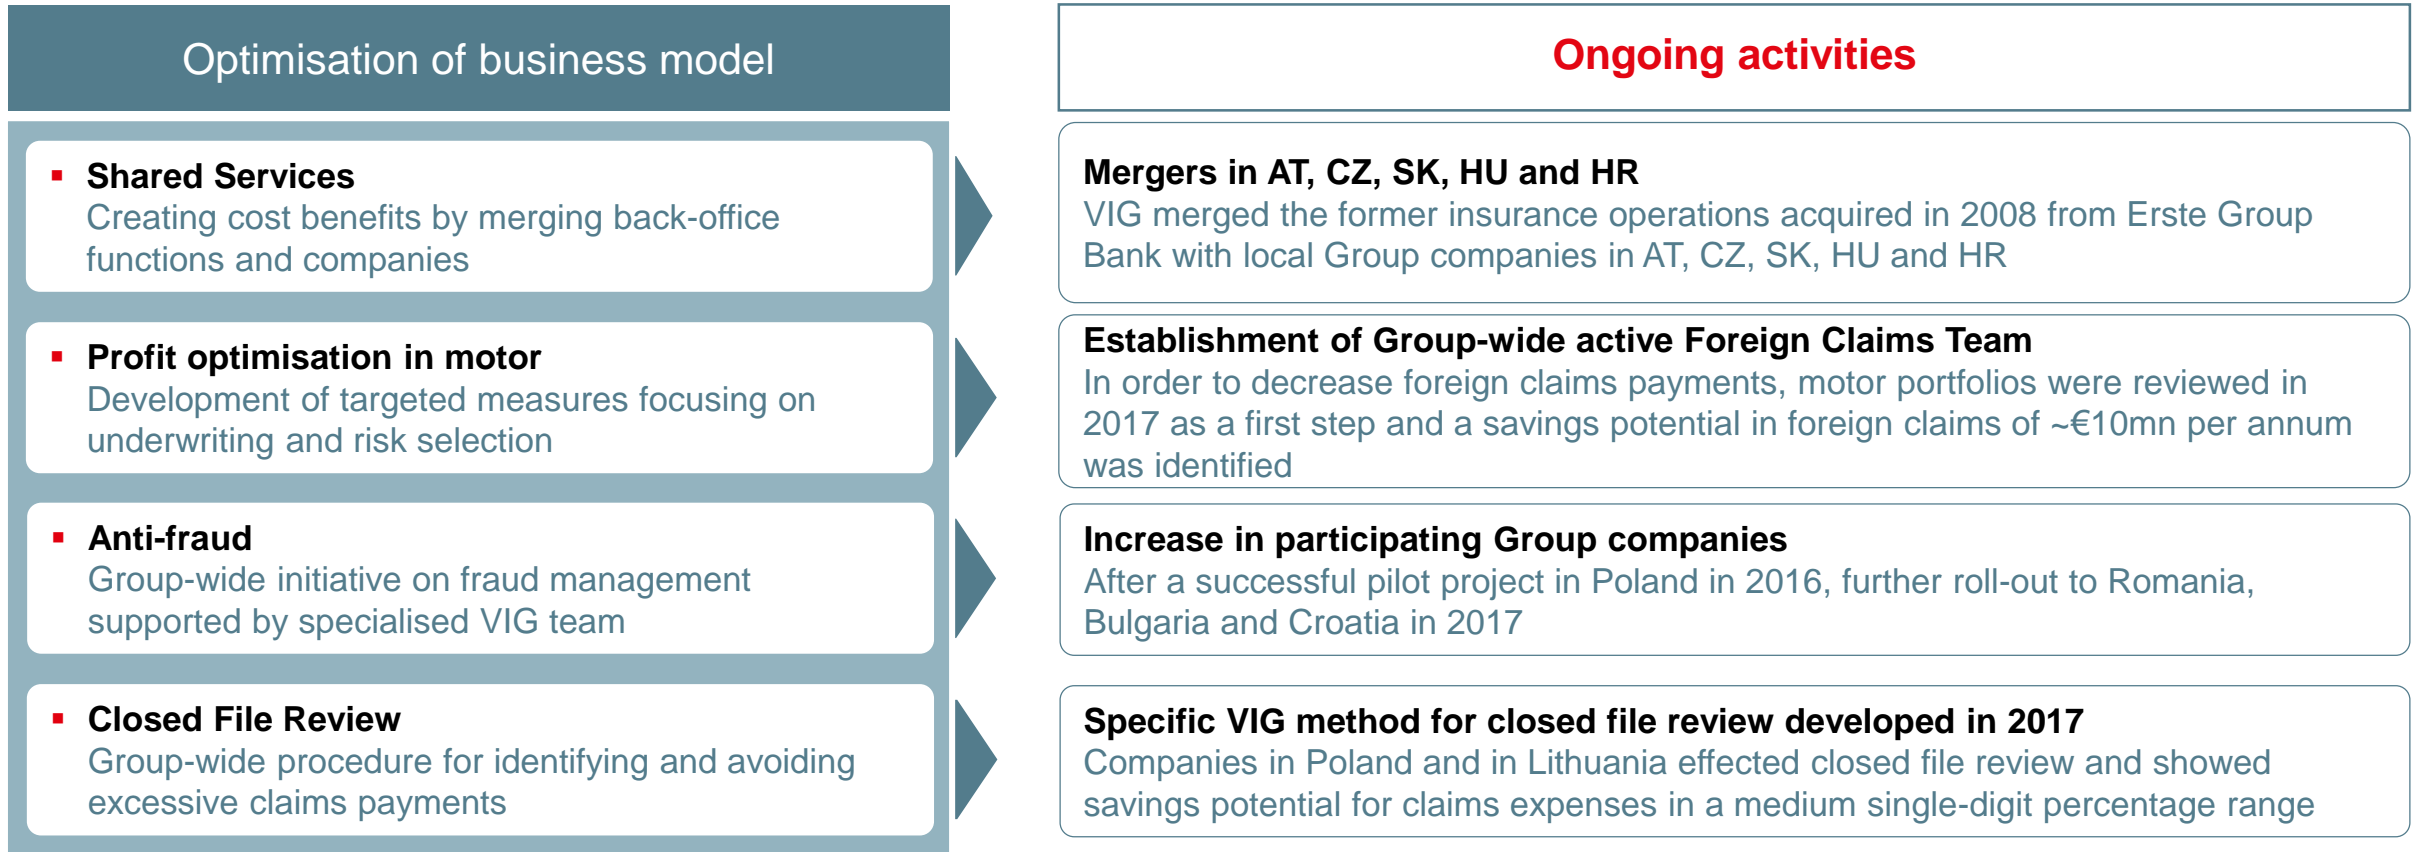 Optimisation of business model
▪ Shared Services
Creating cost benefits by merging back-office
functions and companies
▪ Profit optimisation in motor
Development of targeted measures focusing on
underwriting and risk selection
▪ Anti-fraud
Group-wide initiative on fraud management
supported by specialised VIG team
▪ Closed File Review
Group-wide procedure for identifying and avoiding
excessive claims payments
Ongoing activities
Mergers in AT, CZ, SK, HU and HR
VIG merged the former insurance operations acquired in 2008 from Erste Group
Bank with local Group companies in AT, CZ, SK, HU and HR
Establishment of Group-wide active Foreign Claims Team
In order to decrease foreign claims payments, motor portfolios were reviewed in
2017 as a first step and a savings potential in foreign claims of ~€10mn per annum
was identified
Increase in participating Group companies
After a successful pilot project in Poland in 2016, further roll-out to Romania,
Bulgaria and Croatia in 2017
Specific VIG method for closed file review developed in 2017
Companies in Poland and in Lithuania effected closed file review and showed
savings potential for claims expenses in a medium single-digit percentage range